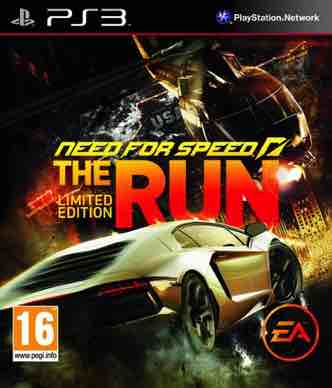 PS3
PlayStation.Network
NEED FOR SPEED
THE RUN
LIMITED
EDITION
16
www.pegi.info
EA